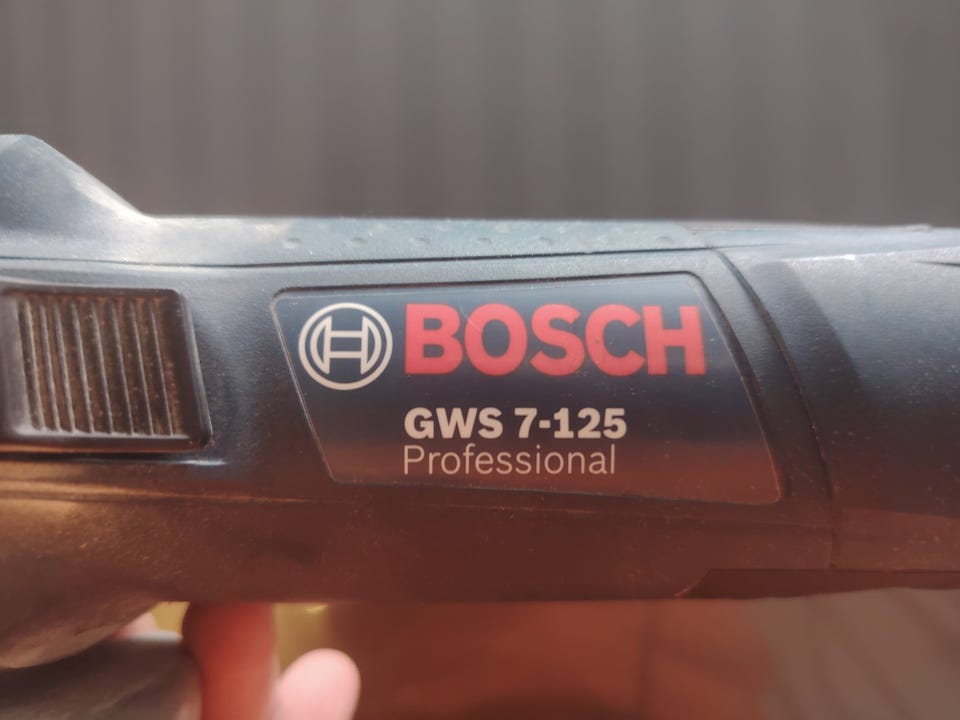 BOSCH
GWS 7-125
Professional